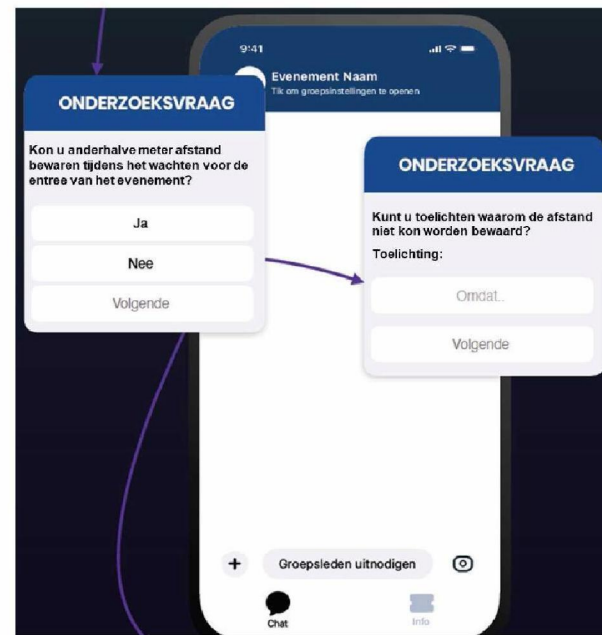 9:41
Evenement Naam
Tik om groepsinstellingen te openen
ONDERZOEKSVRAAG
Kon u anderhalve meter afstand
bewaren tijdens het wachten voor de
entree van het evenement?
Ja
Nee
Volgende
ONDERZOEKSVRAAG
Kunt u toelichten waarom de afstand
niet kon worden bewaard?
Toelichting:
Omdat..
Volgende
Groepsleden uitnodigen
Chat
Info